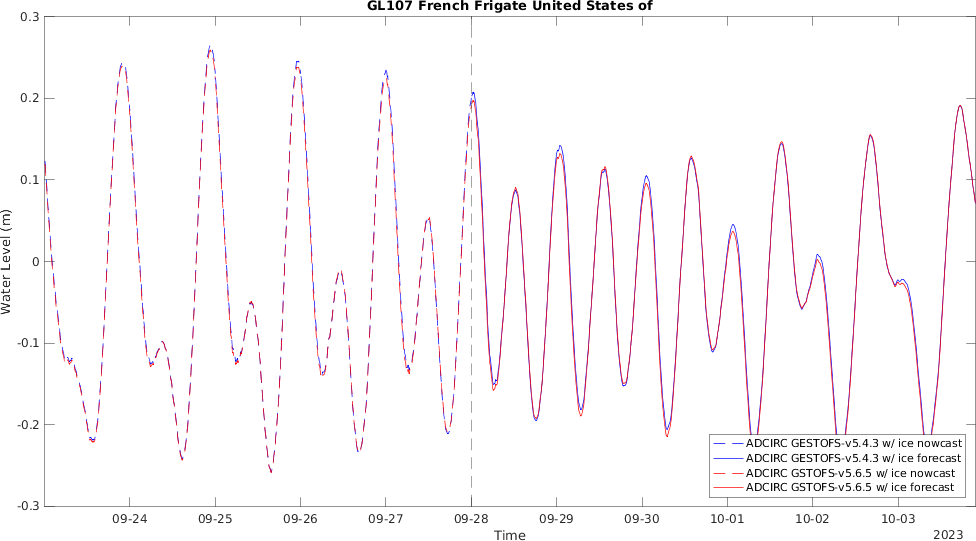 GL107 French Frigate United States of
0.3
0.2
0.1
0
-0.1
-0.2
-0.3
Water Level (m)
ADCIRC GESTOFS-v5.4.3 w/ ice nowcast
ADCIRC GESTOFS-v5.4.3 w/ ice forecast
ADCIRC GSTOFS-v5.6.5 w/ ice nowcast
ADCIRC GSTOFS-v5.6.5 w/ ice forecast
09-24 09-25 09-26 09-27 09-28 09-29 09-30 10-01 10-02 10-03
Time
2023